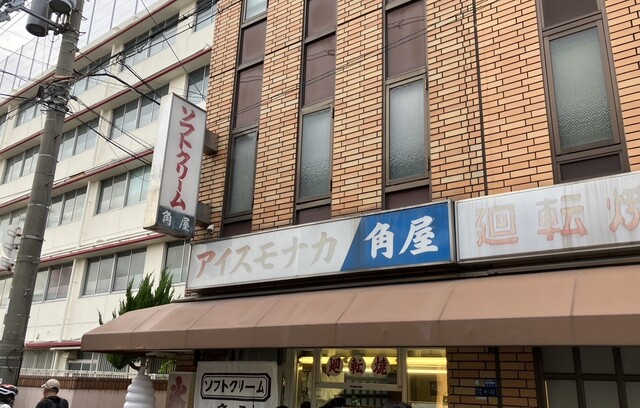 ソフトクリーム
角屋
アイスモナカ 角屋
廻転焼
廻転焼
ソフトクリーム